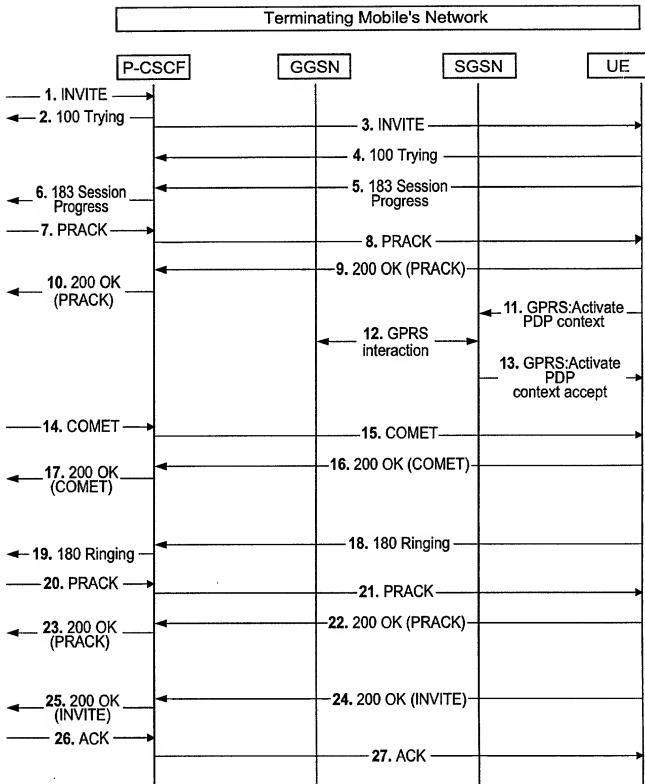 Terminating Mobile's Network
P-CSCF
GGSN
SGSN
UE
1. INVITE
2. 100 Trying
3. INVITE
4. 100 Trying
5. 183 Session
Progress
6. 183 Session
Progress
7. PRACK
8. PRACK
9. 200 OK (PRACK)
10. 200 OK
(PRACK)
11. GPRS:Activate
PDP context
12. GPRS
interaction
13. GPRS:Activate
PDP
context accept
14. COMET
15. COMET
16. 200 OK (COMET)
17. 200 OK
(COMET)
18. 180 Ringing
19. 180 Ringing
20. PRACK
21. PRACK
22. 200 OK (PRACK)
23. 200 OK
(PRACK)
24. 200 OK (INVITE)
25. 200 OK
(INVITE)
26. ACK
27. ACK